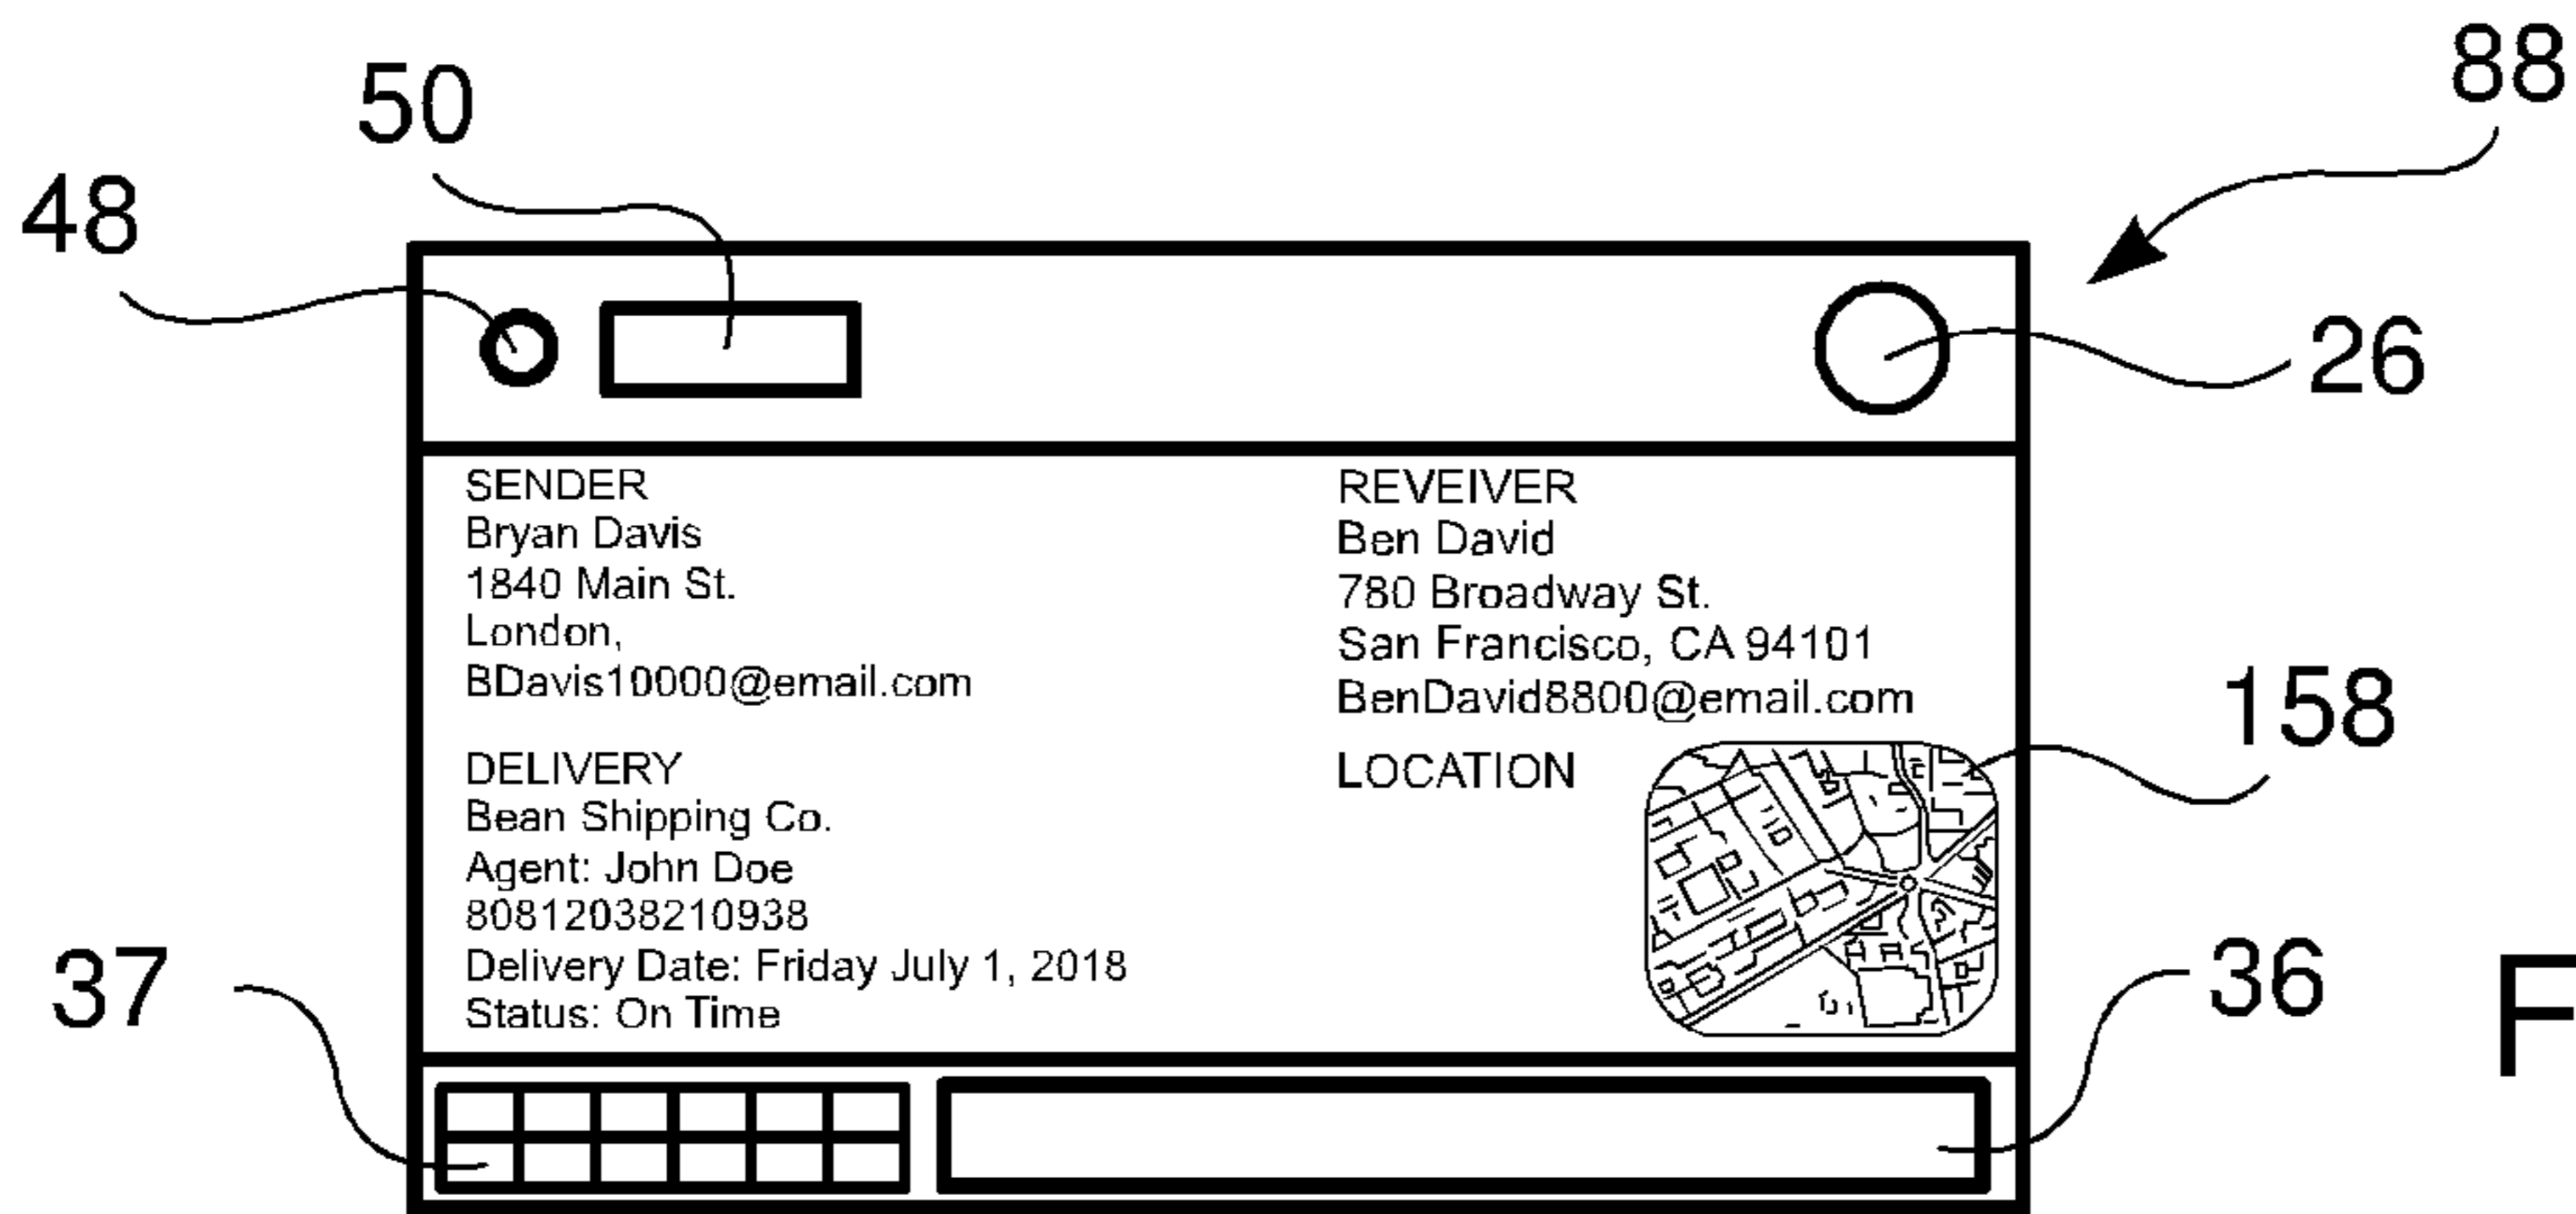 88
50
48
26
SENDER
Bryan Davis
1840 Main St.
London,
BDavis10000@email.com
REVEIVER
Ben David
780 Broadway St.
San Francisco, CA 94101
BenDavid8800@email.com
158
DELIVERY
Bean Shipping Co.
Agent: John Doe
80812038210938
Delivery Date: Friday July 1, 2018
Status: On Time
LOCATION
37
36
F